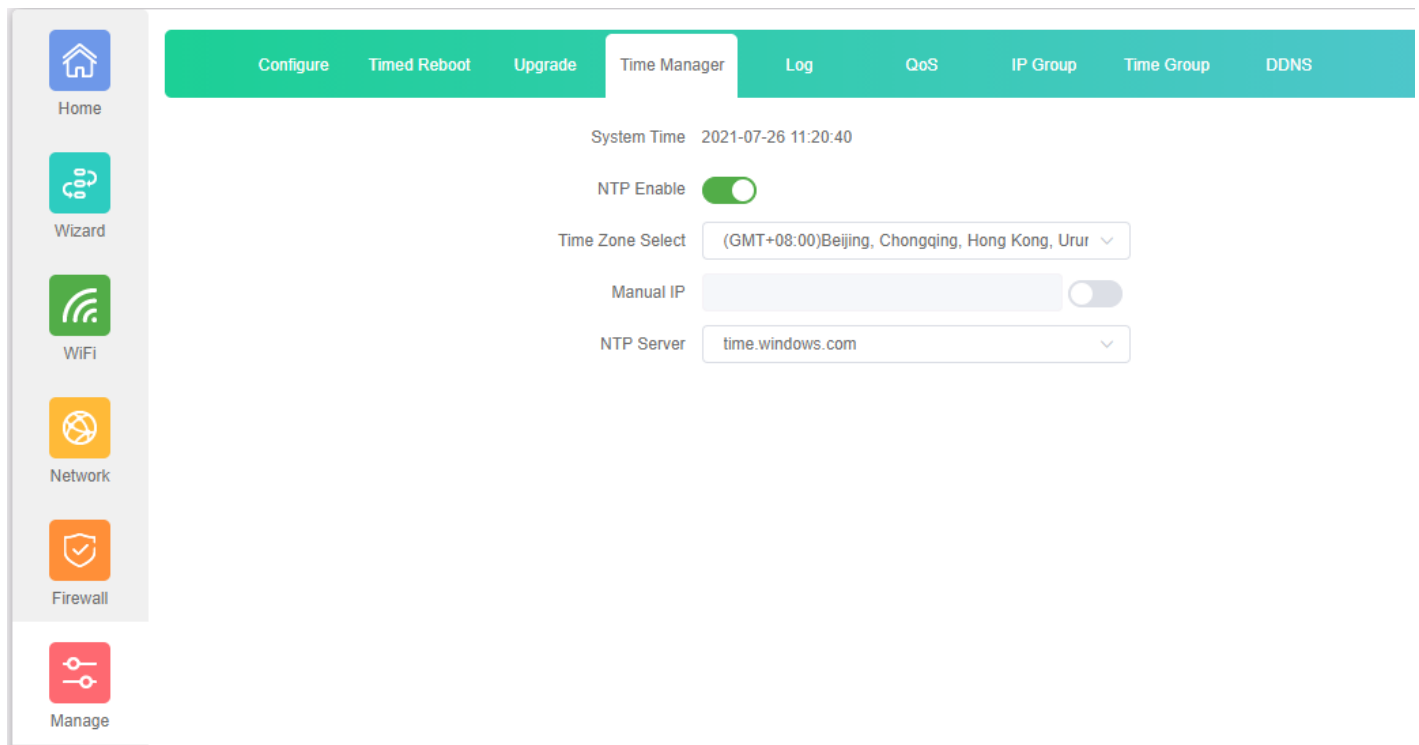 Home
Wizard
WiFi
Network
Firewall
Manage
Configure Timed Reboot Upgrade Time Manager Log QoS IP Group Time Group DDNS
System Time 2021-07-26 11:20:40
NTP Enable
Time Zone Select (GMT+08:00)Beijing, Chongqing, Hong Kong,
Manual IP
NTP Server time.windows.com